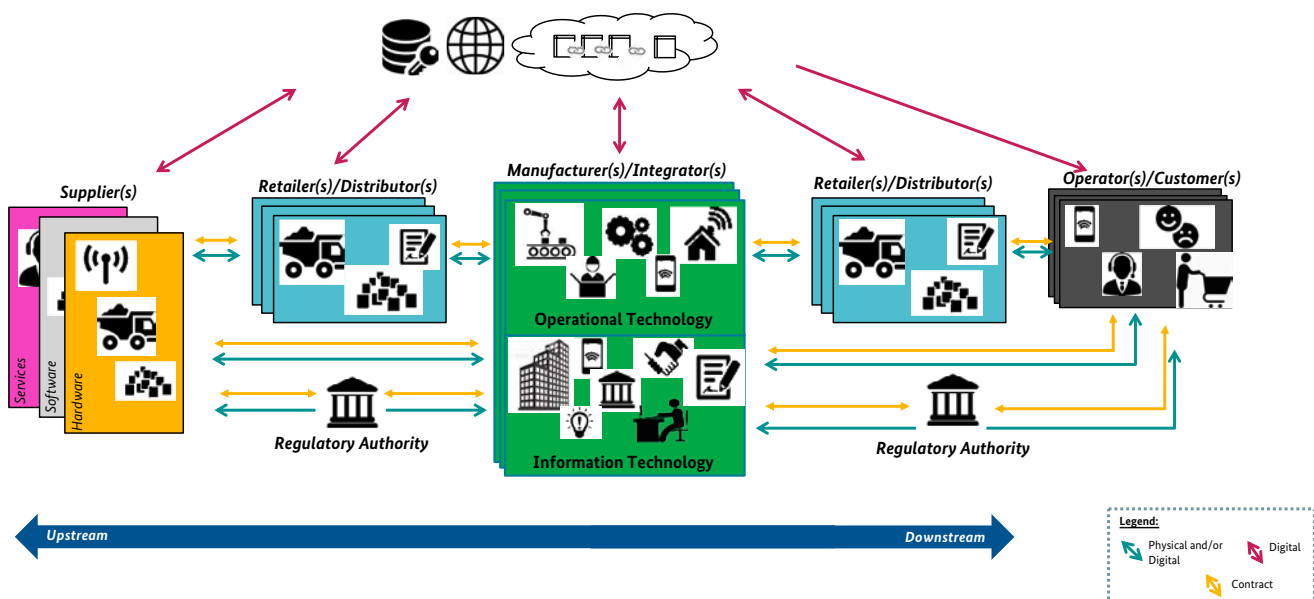 Supplier(s)
Retailer(s)/Distributor(s)
Manufacturer(s)/Integrator(s)
Retailer(s)/Distributor(s)
Operator(s)/Customer(s)
Services
Software
Hardware
Operational Technology
Information Technology
Regulatory Authority
Regulatory Authority
Upstream
Downstream
Legend:
Physical and/or
Digital
Digital
Contract